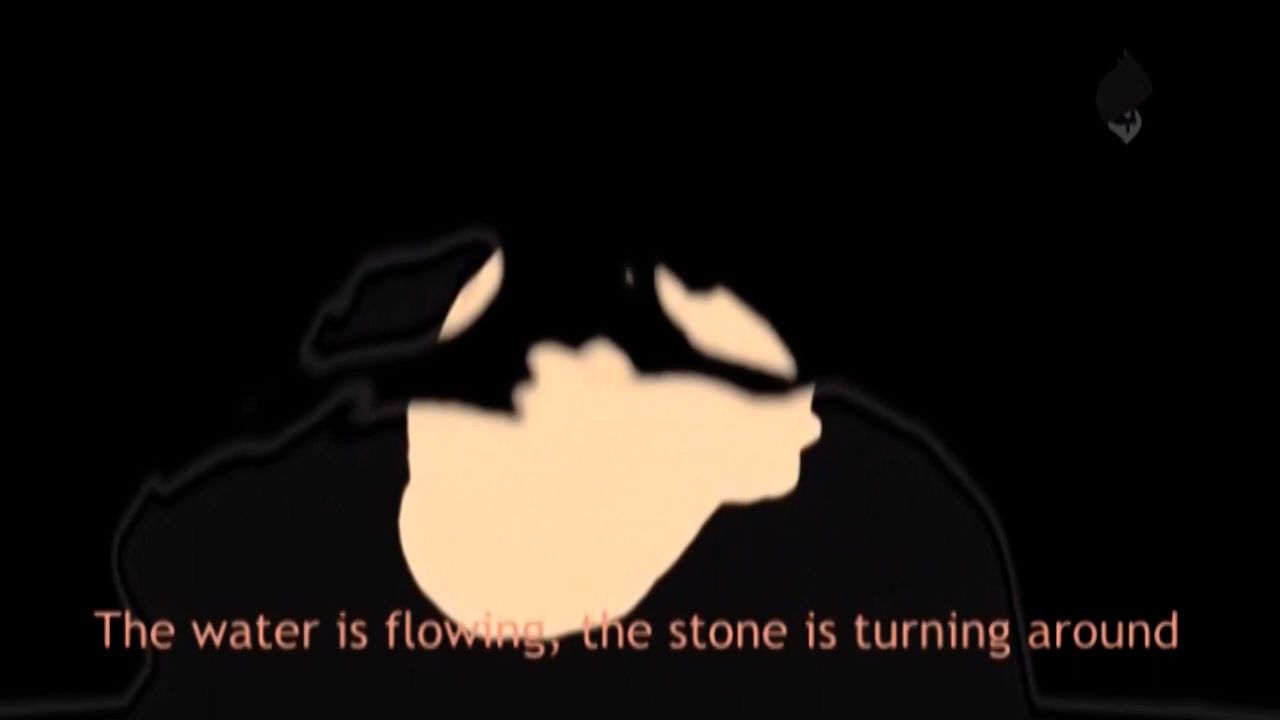 The water is flowing, the stone is turning around